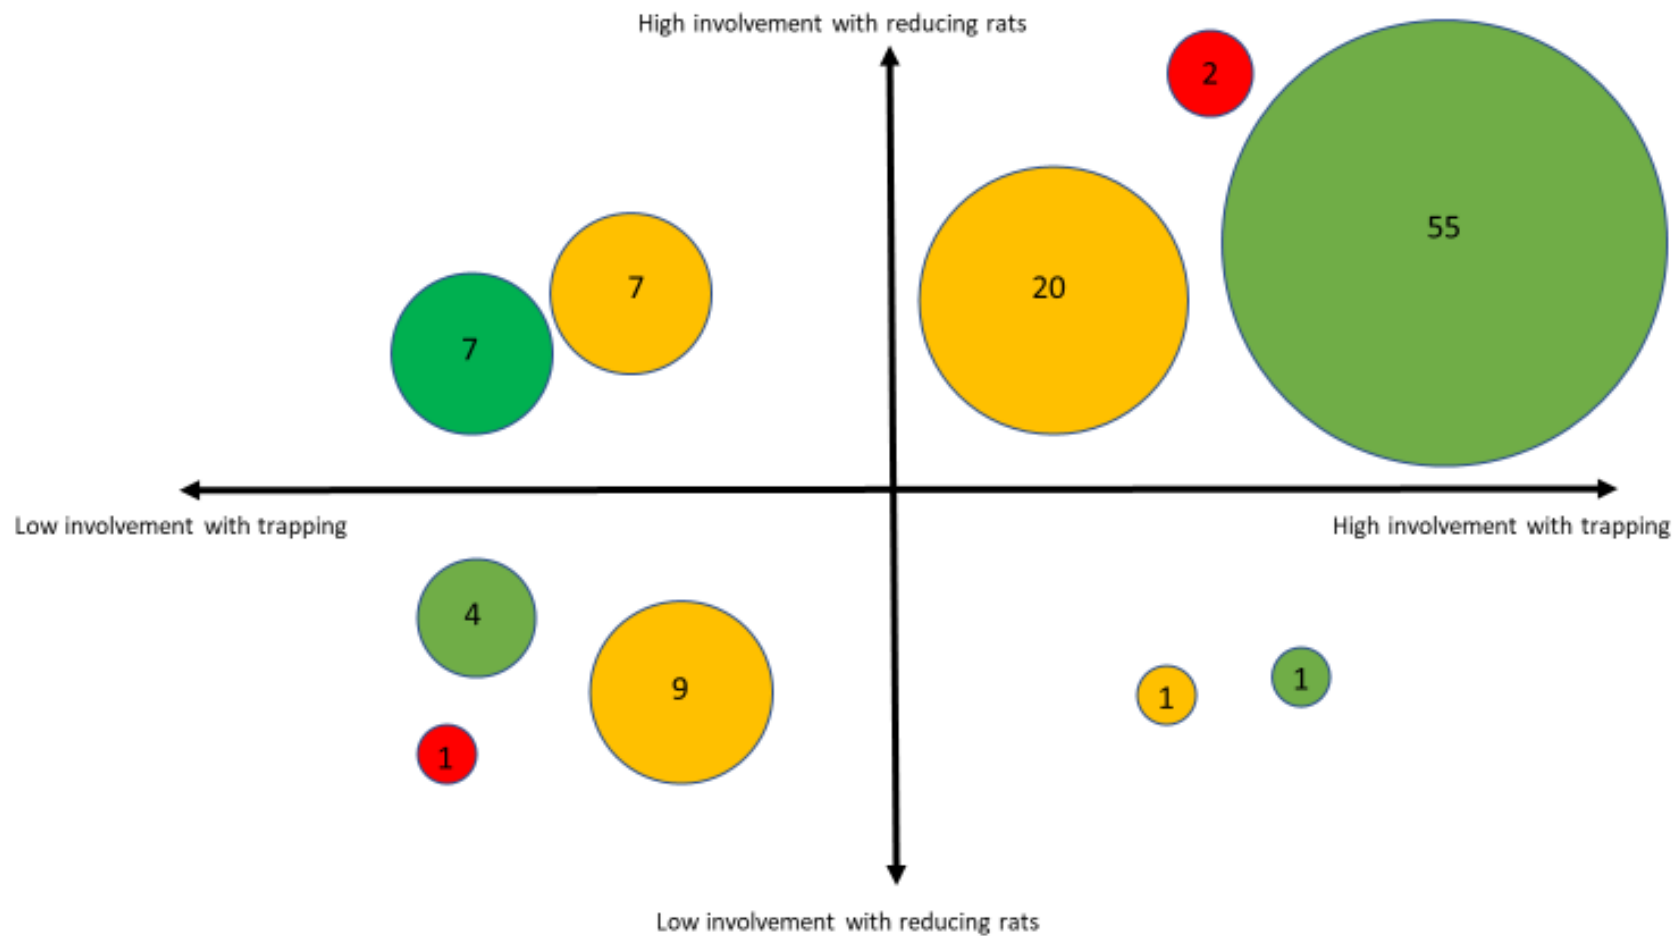 High involvement with reducing rats
2
55
7
20
7
Low involvement with trapping
High involvement with trapping
4
9
1
1
1
Low involvement with reducing rats